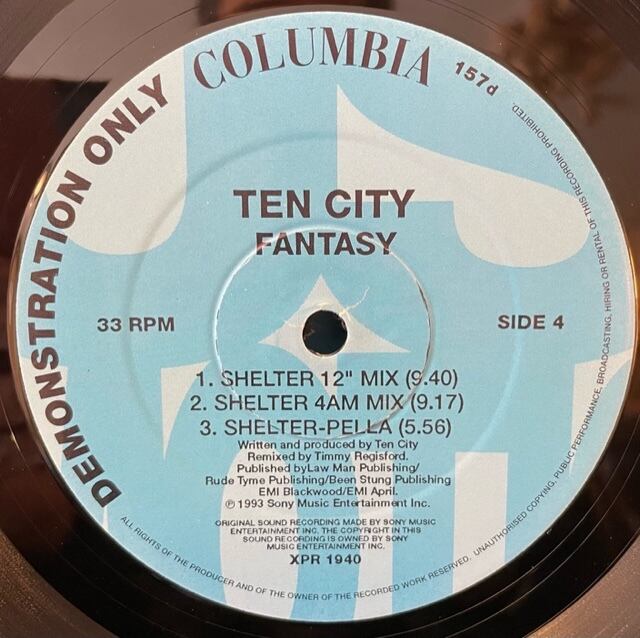 DEMONSTRATION ONLY
COLUMBIA
157d
TEN CITY
FANTASY
33 RPM
SIDE 4
1. SHELTER 12" MIX (9.40)
2. SHELTER 4AM MIX (9.17)
3. SHELTER-PELLA (5.56)
Written and produced by Ten City
Remixed by Timmy Regisford.
Published byLaw Man Publishing/
Rude Tyme Publishing/Been Stung Publishing
EMI Blackwood/EMI April.
℗ 1993 Sony Music Entertainment Inc.
ORIGINAL SOUND RECORDING MADE BY SONY MUSIC
ENTERTAINMENT INC. THE COPYRIGHT IN THIS
SOUND RECORDING IS OWNED BY SONY
MUSIC ENTERTAINMENT INC.
XPR 1940
ALL RIGHTS OF THE PRODUCER AND OF THE OWNER OF THE RECORDED WORK RESERVED. UNAUTHORISED COPYING, PUBLIC PERFORMANCE, BROADCASTING, HIRING OR RENTAL OF THIS RECORDING PROHIBITED.